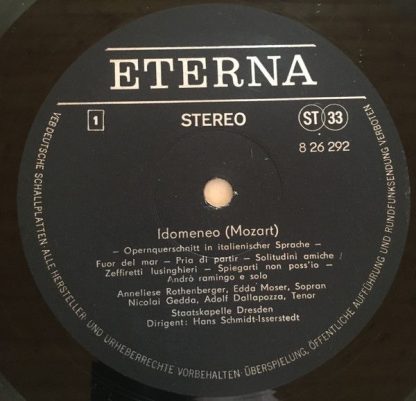 ETERNA
1
STEREO
ST 33
8 26 292
Idomeneo (Mozart)
– Opernquerschnitt in italienischer Sprache –
Fuor del mar – Pria di partir – Solitudini amiche /
Zeffiretti lusinghieri – Spiegarti non poss'io –
Andrò ramingo e solo
Anneliese Rothenberger, Edda Moser, Sopran
Nicolai Gedda, Adolf Dallapozza, Tenor
Staatskapelle Dresden
Dirigent: Hans Schmidt-Isserstedt
VEB DEUTSCHE SCHALLPLATTEN · ALLE HERSTELLER- UND URHEBERRECHTE VORBEHALTEN · ÜBERSPIELUNG, ÖFFENTLICHE AUFFÜHRUNG UND RUNDFUNKSENDUNG VERBOTEN